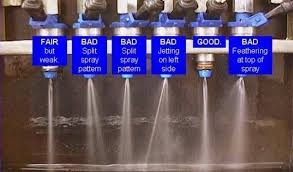 FAIR
but
weak.
BAD
Split
spray
pattern
BAD
Split
spray
pattern
BAD
Jetting
on left
side
GOOD.
BAD
Feathering
at top of
spray